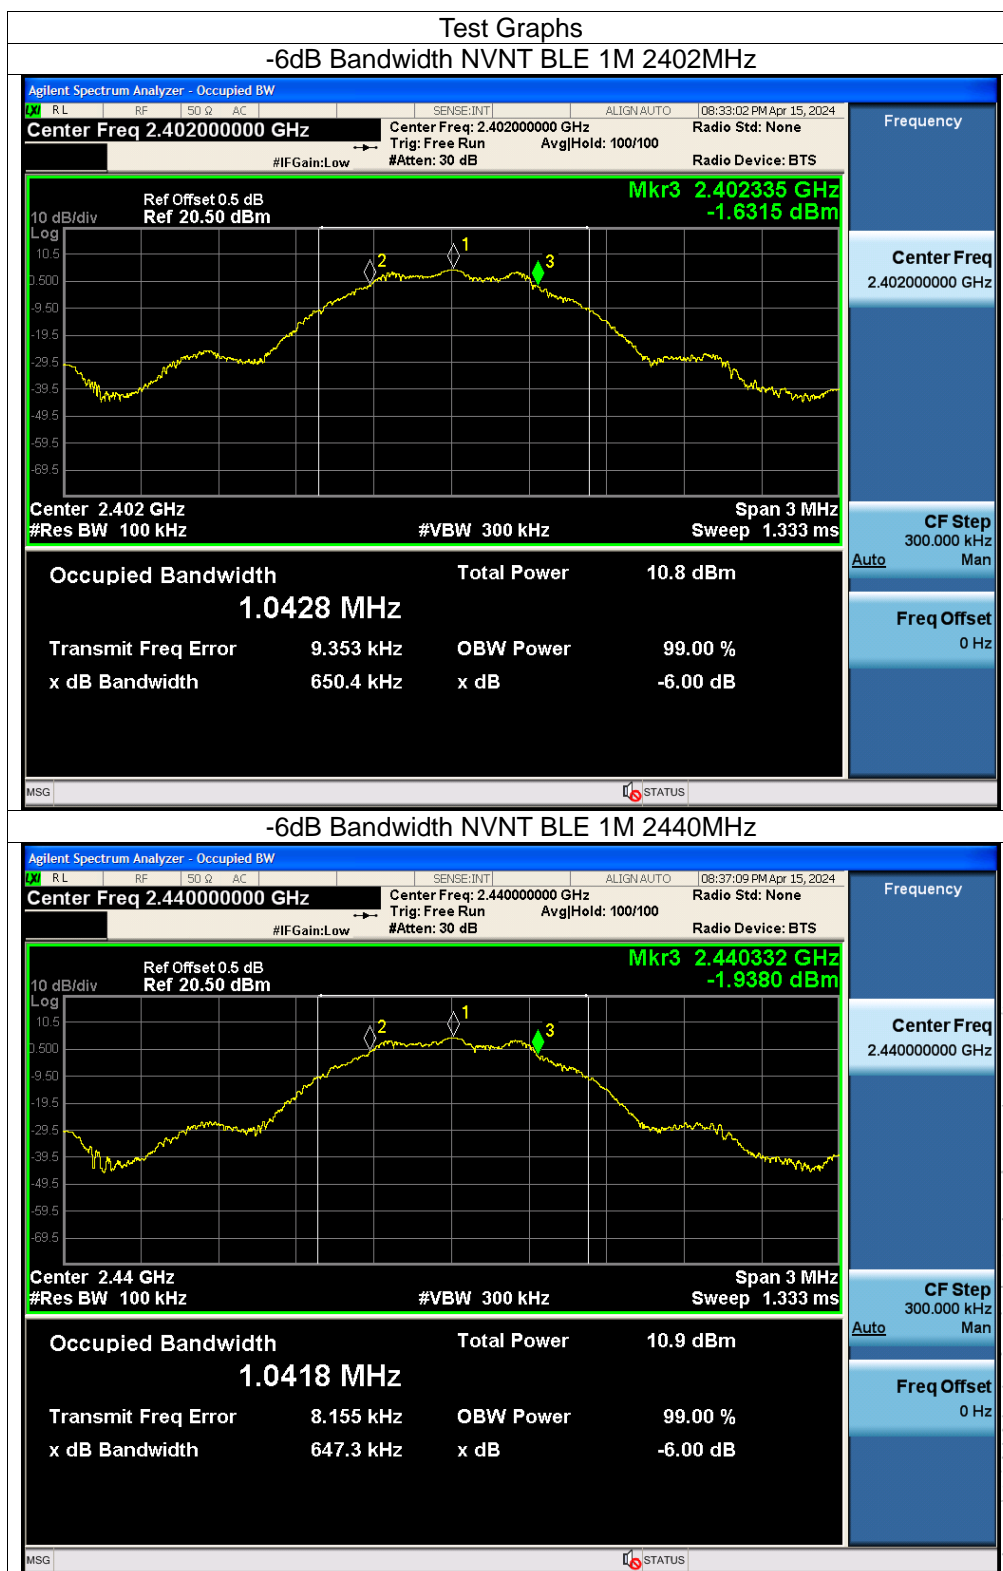 Test Graphs
-6dB Bandwidth NVNT BLE 1M 2402MHz
Agilent Spectrum Analyzer - Occupied BW
LXI RL RF 50 Ω AC SENSE:INT ALIGN AUTO 08:33:02 PM Apr 15, 2024
Center Freq 2.402000000 GHz
Center Freq: 2.402000000 GHz
Radio Std: None
Trig: Free Run Avg|Hold: 100/100
#IFGain:Low #Atten: 30 dB Radio Device: BTS
Frequency
Mkr3 2.402335 GHz
-1.6315 dBm
Ref Offset 0.5 dB
10 dB/div Ref 20.50 dBm
Log
10.5
0.500
-9.50
-19.5
-29.5
-39.5
-49.5
-59.5
-69.5
1
2
3
Center 2.402 GHz Span 3 MHz
#Res BW 100 kHz #VBW 300 kHz Sweep 1.333 ms
Occupied Bandwidth Total Power 10.8 dBm
1.0428 MHz
Transmit Freq Error 9.353 kHz OBW Power 99.00 %
x dB Bandwidth 650.4 kHz x dB -6.00 dB
Center Freq
2.402000000 GHz
CF Step
300.000 kHz
Auto Man
Freq Offset
0 Hz
MSG STATUS
-6dB Bandwidth NVNT BLE 1M 2440MHz
Agilent Spectrum Analyzer - Occupied BW
LXI RL RF 50 Ω AC SENSE:INT ALIGN AUTO 08:37:09 PM Apr 15, 2024
Center Freq 2.440000000 GHz
Center Freq: 2.440000000 GHz
Radio Std: None
Trig: Free Run Avg|Hold: 100/100
#IFGain:Low #Atten: 30 dB Radio Device: BTS
Frequency
Mkr3 2.440332 GHz
-1.9380 dBm
Ref Offset 0.5 dB
10 dB/div Ref 20.50 dBm
Log
10.5
0.500
-9.50
-19.5
-29.5
-39.5
-49.5
-59.5
-69.5
1
2
3
Center 2.44 GHz Span 3 MHz
#Res BW 100 kHz #VBW 300 kHz Sweep 1.333 ms
Occupied Bandwidth Total Power 10.9 dBm
1.0418 MHz
Transmit Freq Error 8.155 kHz OBW Power 99.00 %
x dB Bandwidth 647.3 kHz x dB -6.00 dB
Center Freq
2.440000000 GHz
CF Step
300.000 kHz
Auto Man
Freq Offset
0 Hz
MSG STATUS